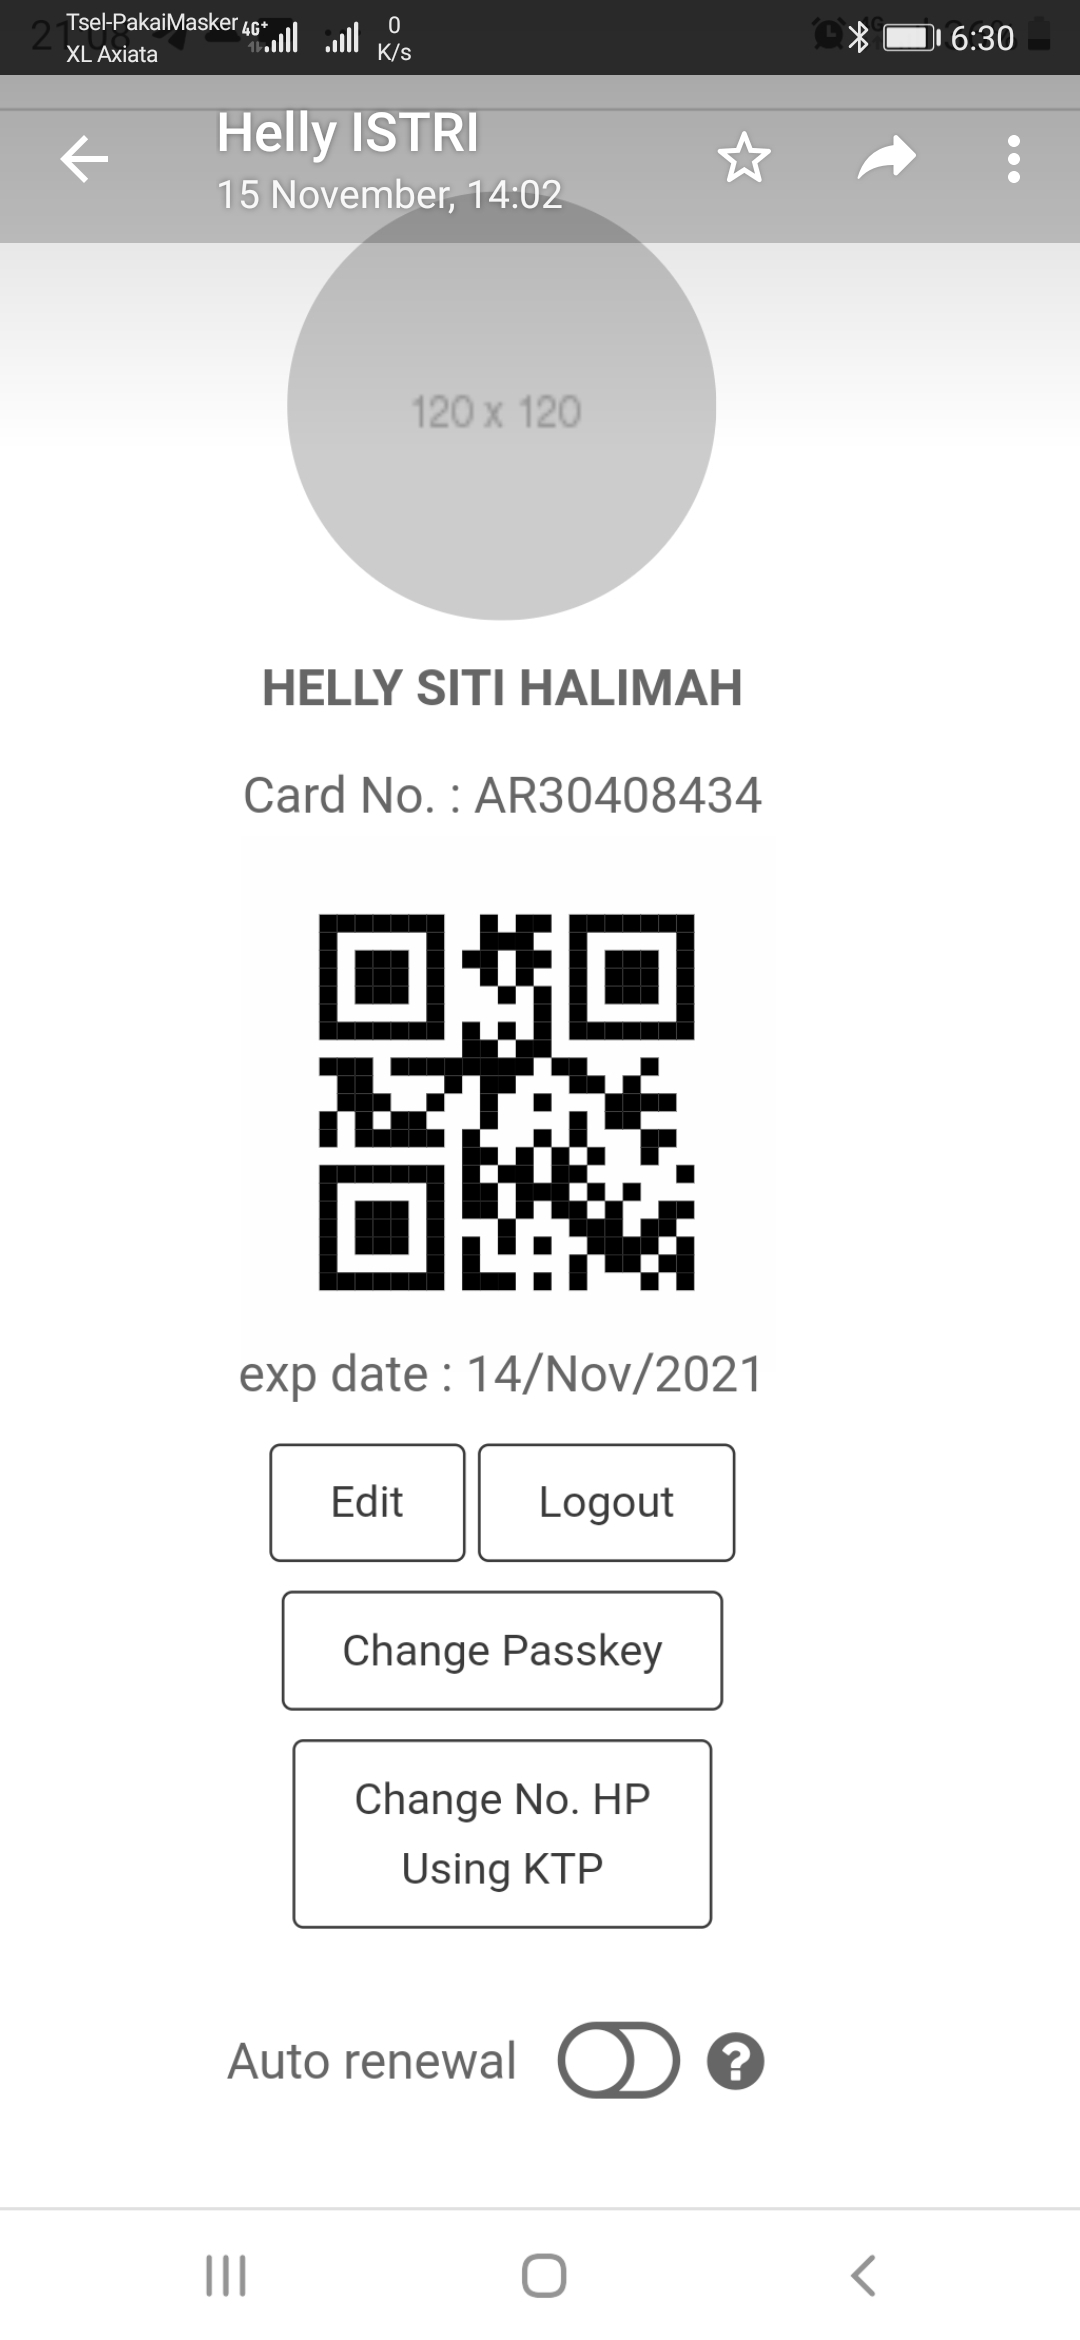 Tsel-PakaiMasker 4G+ 0
XL Axiata K/s
6:30
Helly ISTRI
15 November, 14:02
120 x 120
HELLY SITI HALIMAH
Card No. : AR30408434
exp date : 14/Nov/2021
Edit Logout
Change Passkey
Change No. HP
Using KTP
Auto renewal ?